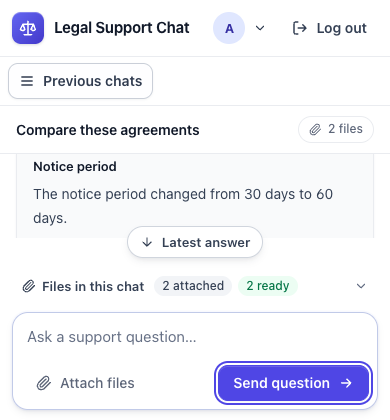 Legal Support Chat
A
Log out
Previous chats
Compare these agreements
2 files
Notice period
The notice period changed from 30 days to 60
days.
Latest answer
Files in this chat
2 attached
2 ready
Ask a support question...
Attach files
Send question